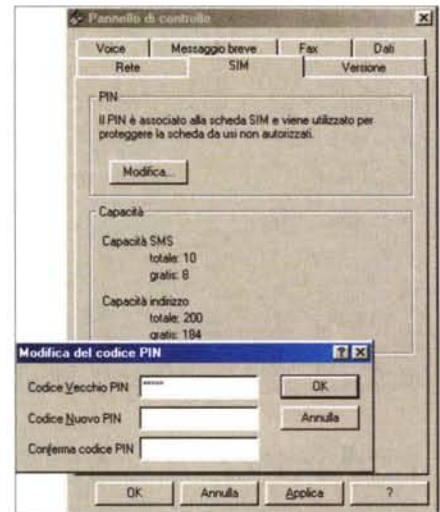 Pannello di controllo
Voice Messaggio breve Fax Dati
Rete SIM Versione
PIN
Il PIN è associato alla scheda SIM e viene utilizzato per
proteggere la scheda da usi non autorizzati.
Modifica...
Capacità
Capacità SMS
totale: 10
gratis: 8
Capacità indirizzo
totale: 200
gratis: 184
Modifica del codice PIN
Codice Vecchio PIN
OK
Codice Nuovo PIN
Annulla
Conferma codice PIN
OK Annulla Applica ?